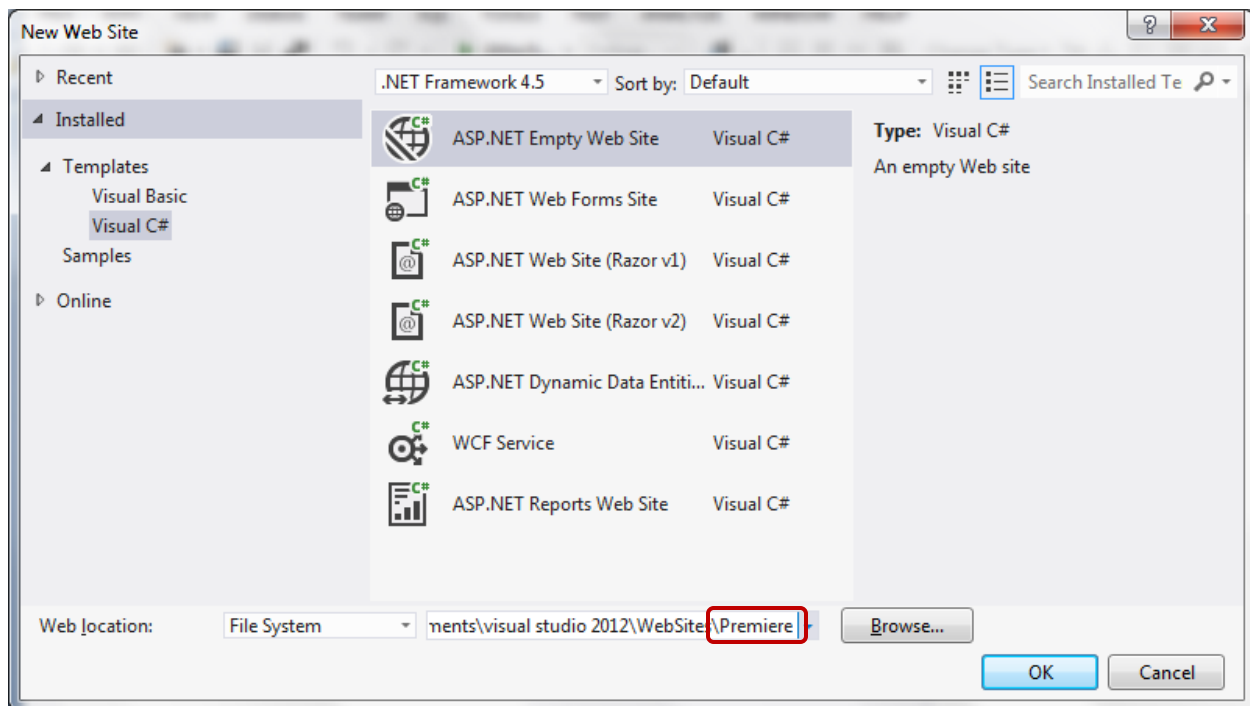 New Web Site
Recent
Installed
Templates
Visual Basic
Visual C#
Samples
Online
.NET Framework 4.5 Sort by: Default Search Installed Te
C# ASP.NET Empty Web Site Visual C#
C# ASP.NET Web Forms Site Visual C#
C# @ ASP.NET Web Site (Razor v1) Visual C#
C# @ ASP.NET Web Site (Razor v2) Visual C#
C# ASP.NET Dynamic Data Entiti... Visual C#
C# WCF Service Visual C#
C# ASP.NET Reports Web Site Visual C#
Type: Visual C#
An empty Web site
Web location: File System ments\visual studio 2012\WebSites\Premiere Browse...
OK Cancel